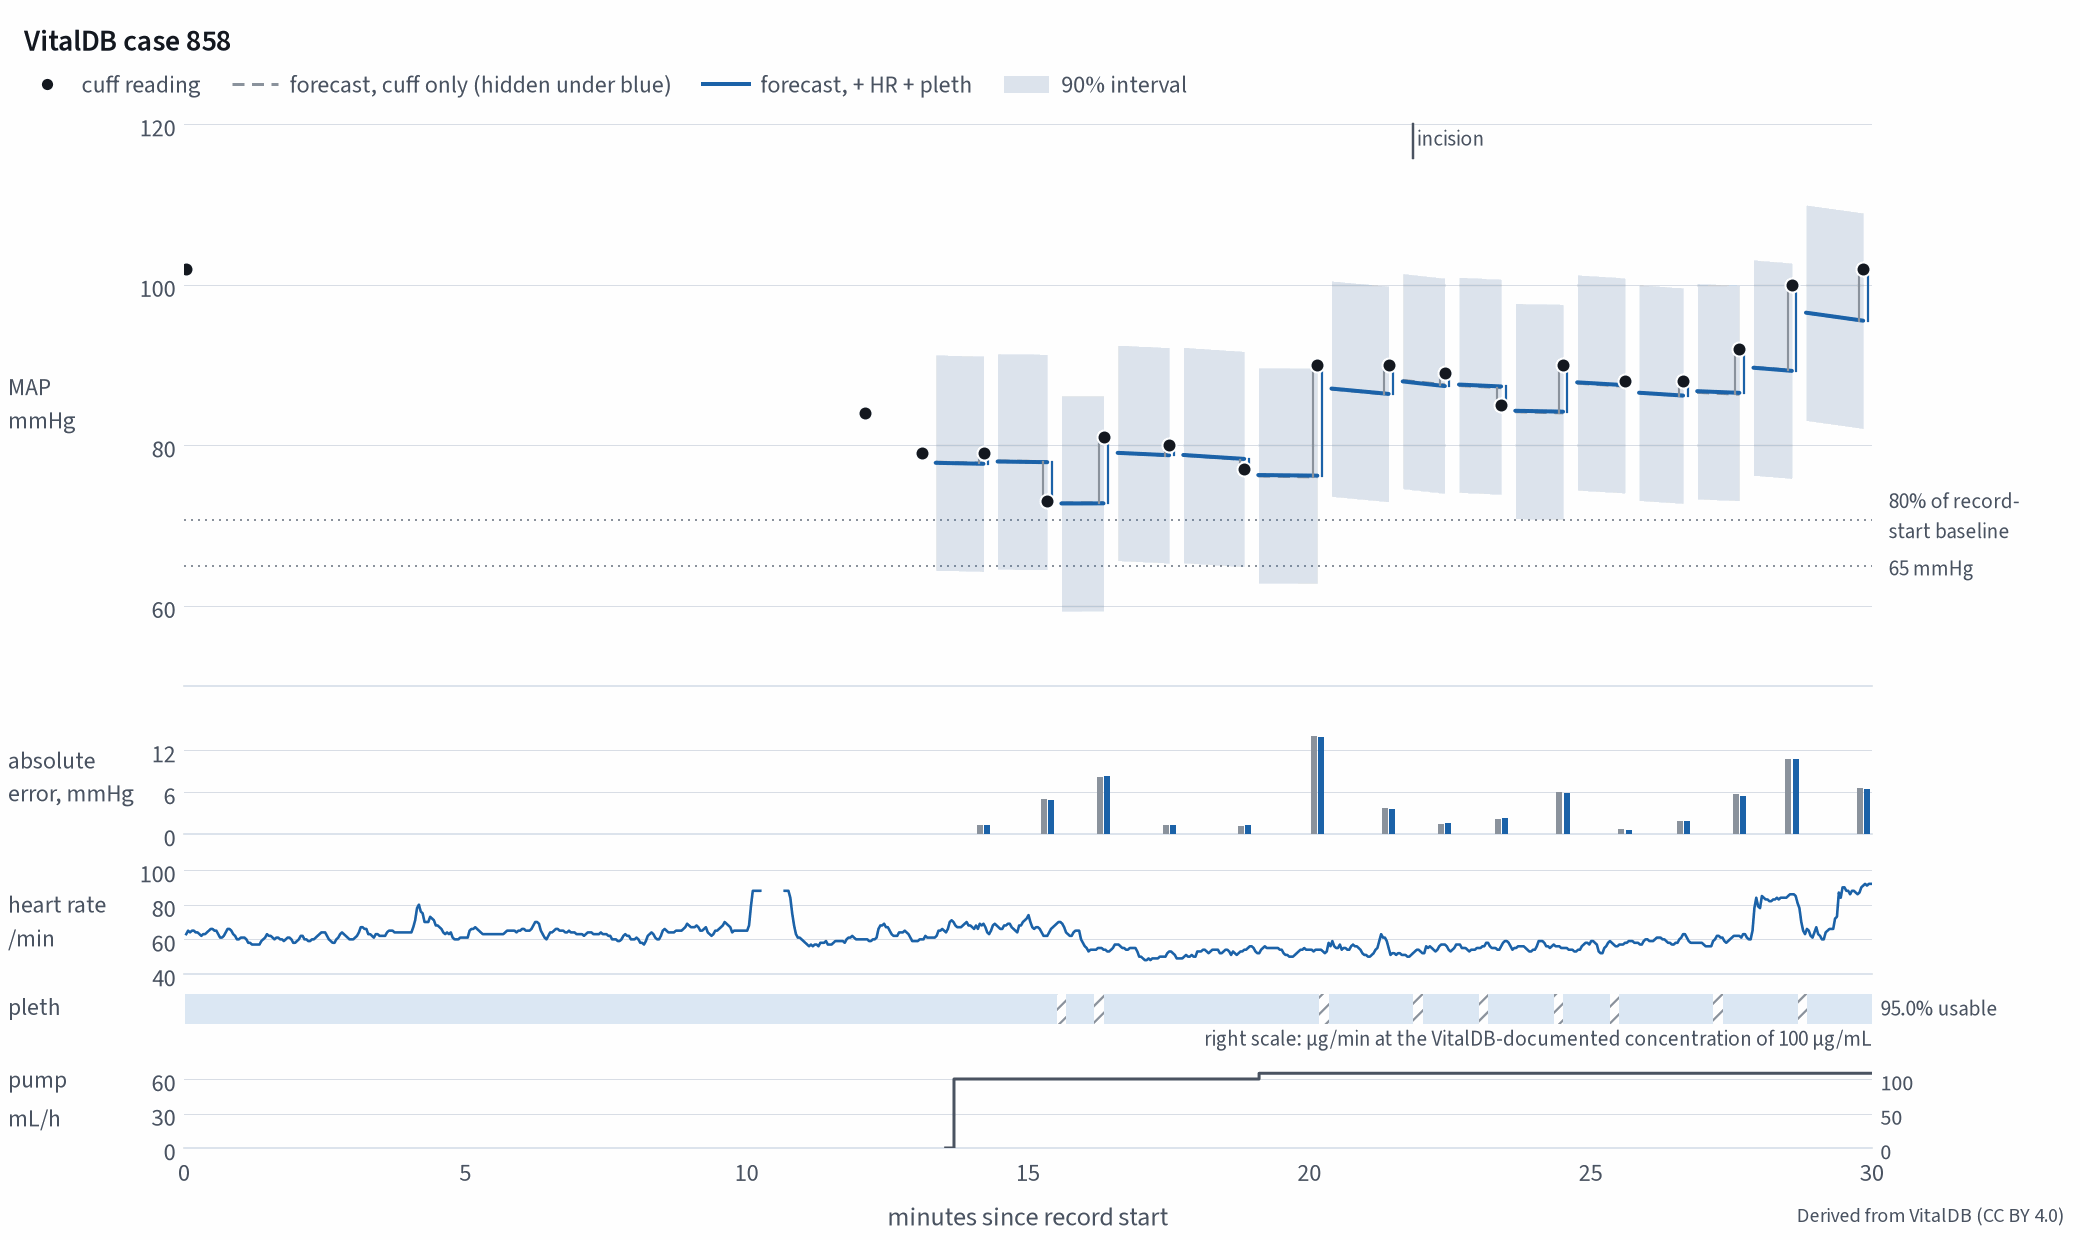 VitalDB case 858
cuff reading
forecast, cuff only (hidden under blue)
forecast, + HR + pleth
90% interval
120
incision
100
MAP
mmHg
80
80% of record-
start baseline
65 mmHg
60
absolute
error, mmHg
12
6
0
100
heart rate
/min
80
60
40
pleth
95.0% usable
right scale: µg/min at the VitalDB-documented concentration of 100 µg/mL
pump
mL/h
60
30
0
100
50
0
0
5
10
15
20
25
30
minutes since record start
Derived from VitalDB (CC BY 4.0)